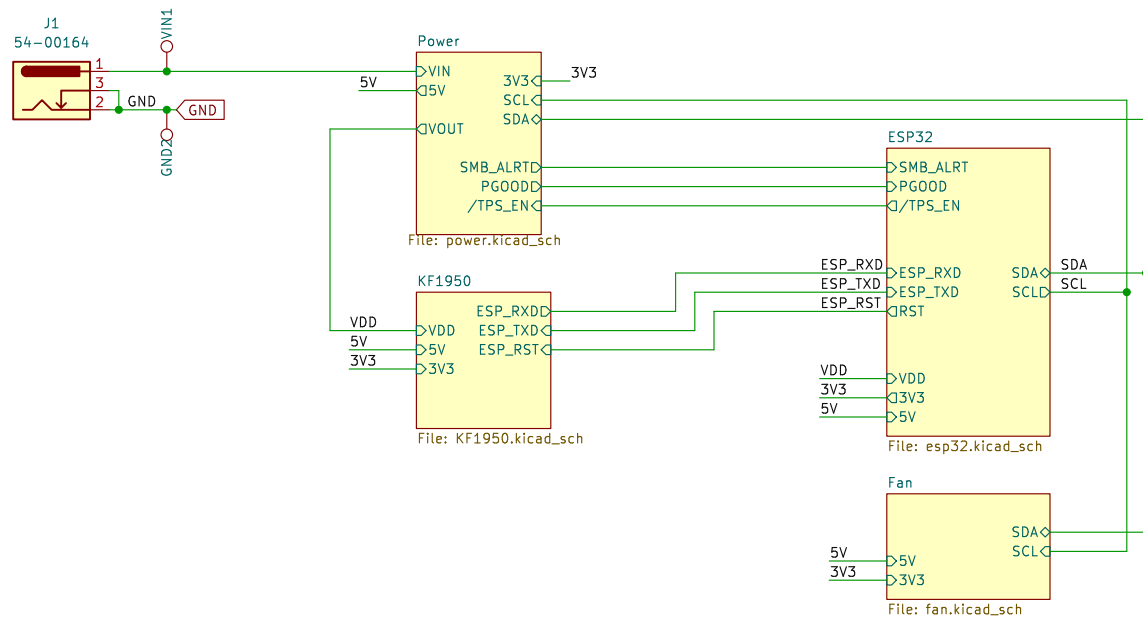 J1
54-00164
1
3
2
VIN1
GND
GND
GND2
Power
VIN
5V
5V
VOUT
3V3
3V3
SCL
SDA
SMB_ALRT
PGOOD
/TPS_EN
File: power.kicad_sch
KF1950
VDD
VDD
5V
5V
3V3
3V3
ESP_RXD
ESP_TXD
ESP_RST
File: KF1950.kicad_sch
ESP32
SMB_ALRT
PGOOD
/TPS_EN
ESP_RXD
ESP_RXD
ESP_TXD
ESP_TXD
ESP_RST
RST
SDA
SDA
SCL
SCL
VDD
VDD
3V3
3V3
5V
5V
File: esp32.kicad_sch
Fan
SDA
SCL
5V
5V
3V3
3V3
File: fan.kicad_sch